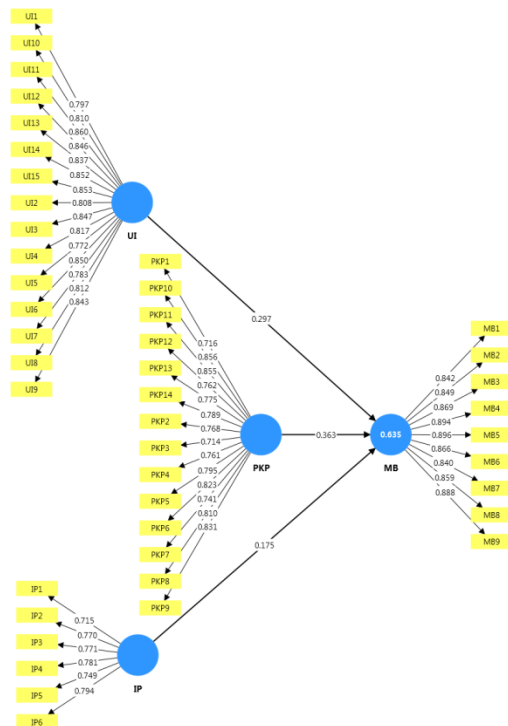 UI1
UI10
UI11
UI12
UI13
UI14
UI15
UI2
UI3
UI4
UI5
UI6
UI7
UI8
UI9
0.797
0.810
0.860
0.846
0.837
0.852
0.853
0.808
0.847
0.817
0.772
0.850
0.783
0.812
0.843
UI
0.297
PKP1
PKP10
PKP11
PKP12
PKP13
PKP14
PKP2
PKP3
PKP4
PKP5
PKP6
PKP7
PKP8
PKP9
0.716
0.856
0.855
0.762
0.775
0.789
0.768
0.714
0.761
0.795
0.823
0.741
0.810
0.831
PKP
0.363
0.635
MB
0.842
0.849
0.869
0.894
0.896
0.866
0.840
0.859
0.888
MB1
MB2
MB3
MB4
MB5
MB6
MB7
MB8
MB9
0.175
IP1
IP2
IP3
IP4
IP5
IP6
0.715
0.770
0.771
0.781
0.749
0.794
IP